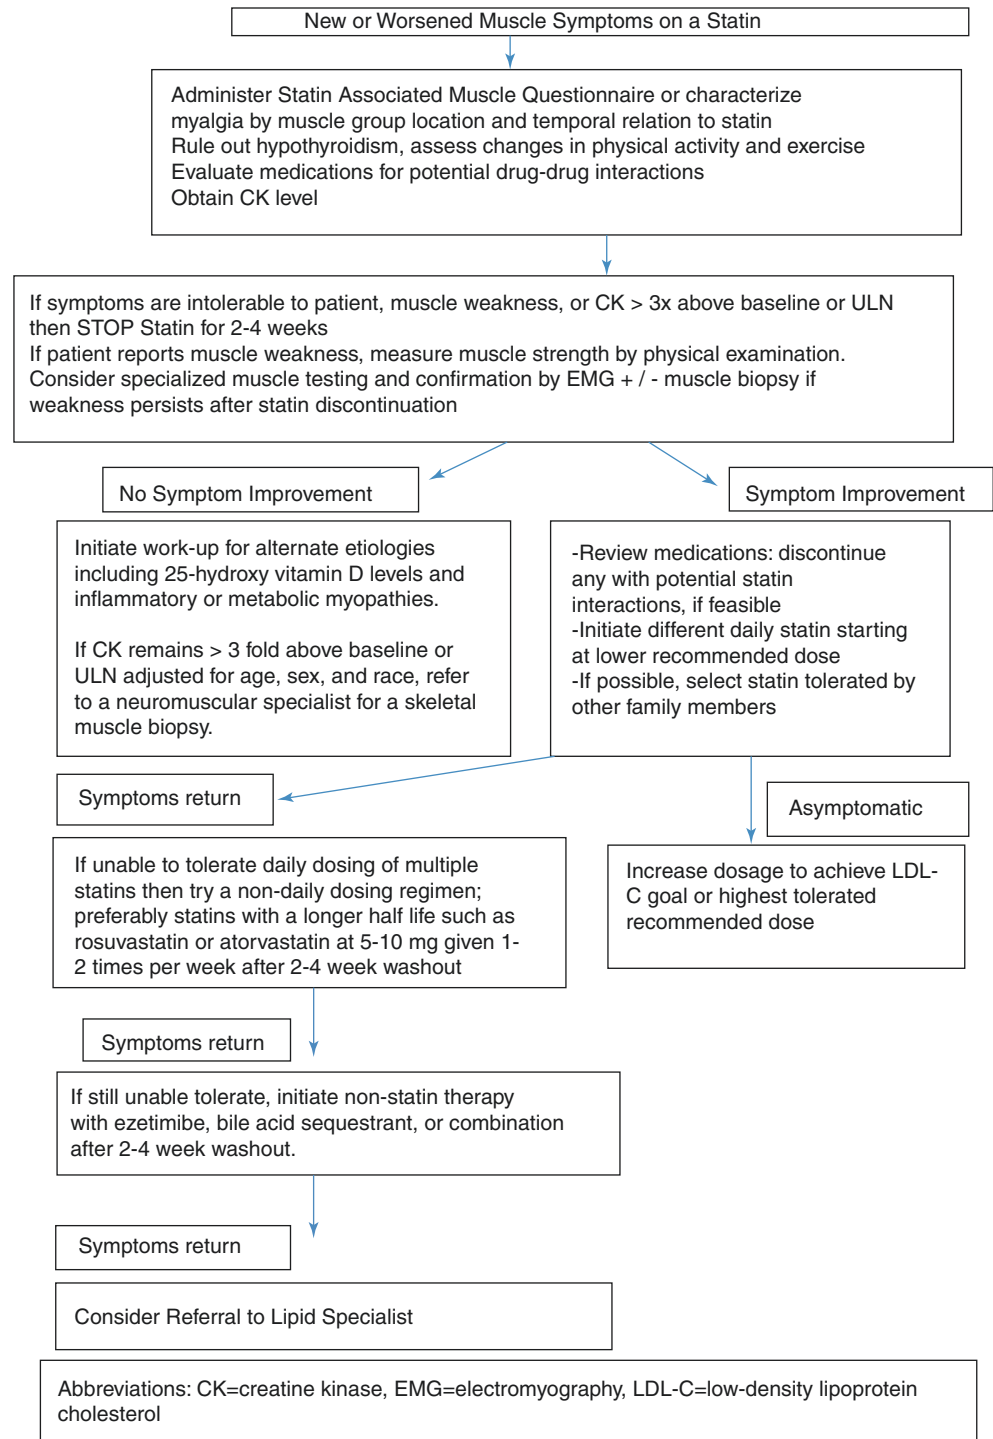 New or Worsened Muscle Symptoms on a Statin
Administer Statin Associated Muscle Questionnaire or characterize
myalgia by muscle group location and temporal relation to statin
Rule out hypothyroidism, assess changes in physical activity and exercise
Evaluate medications for potential drug-drug interactions
Obtain CK level
If symptoms are intolerable to patient, muscle weakness, or CK > 3x above baseline or ULN
then STOP Statin for 2-4 weeks
If patient reports muscle weakness, measure muscle strength by physical examination.
Consider specialized muscle testing and confirmation by EMG + / - muscle biopsy if
weakness persists after statin discontinuation
No Symptom Improvement
Initiate work-up for alternate etiologies
including 25-hydroxy vitamin D levels and
inflammatory or metabolic myopathies.
If CK remains > 3 fold above baseline or
ULN adjusted for age, sex, and race, refer
to a neuromuscular specialist for a skeletal
muscle biopsy.
Symptom Improvement
-Review medications: discontinue
any with potential statin
interactions, if feasible
-Initiate different daily statin starting
at lower recommended dose
-If possible, select statin tolerated by
other family members
Symptoms return
If unable to tolerate daily dosing of multiple
statins then try a non-daily dosing regimen;
preferably statins with a longer half life such as
rosuvastatin or atorvastatin at 5-10 mg given 1-
2 times per week after 2-4 week washout
Asymptomatic
Increase dosage to achieve LDL-
C goal or highest tolerated
recommended dose
Symptoms return
If still unable tolerate, initiate non-statin therapy
with ezetimibe, bile acid sequestrant, or combination
after 2-4 week washout.
Symptoms return
Consider Referral to Lipid Specialist
Abbreviations: CK=creatine kinase, EMG=electromyography, LDL-C=low-density lipoprotein
cholesterol